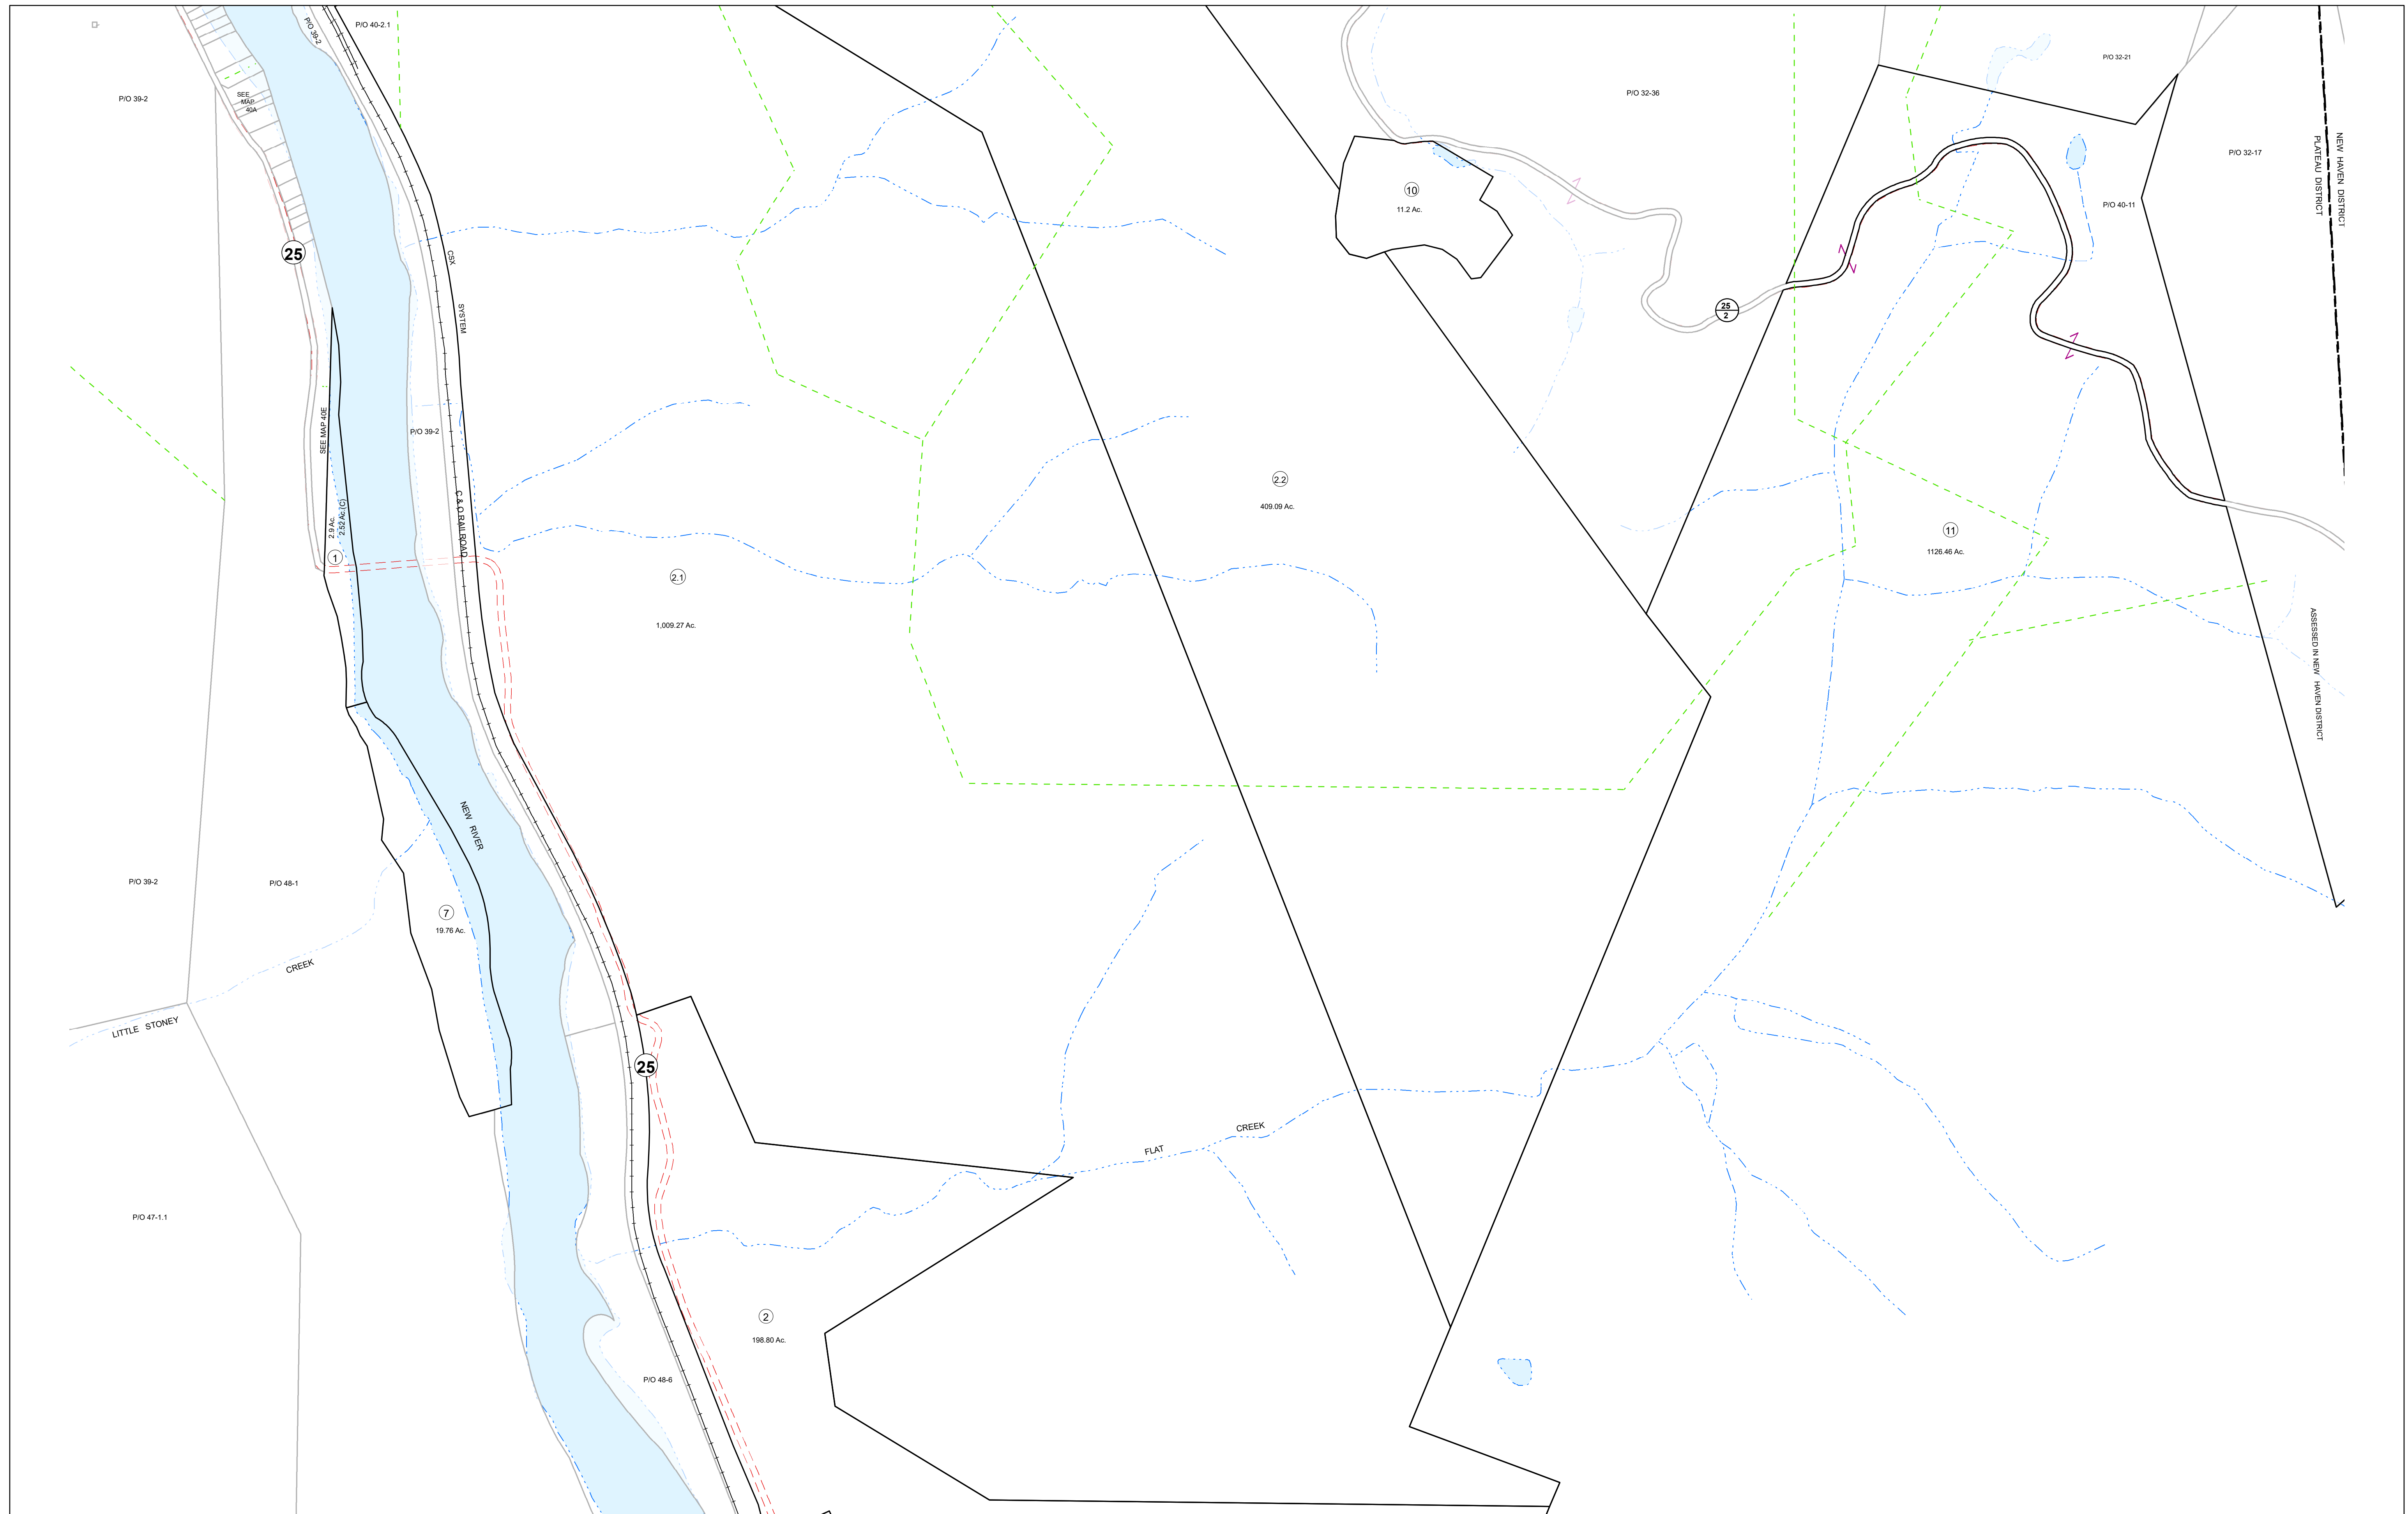 P/O 39-2
P/O 40-2.1
P/O 39-2
SEE
MAP
40A
P/O 32-36
P/O 32-21
P/O 32-17
PLATEAU DISTRICT
NEW HAVEN DISTRICT
10
11.2 Ac.
P/O 40-11
25
CSX
SYSTEM
25
2
SEE MAP 40E
P/O 39-2
C & O RAILROAD
2.2
409.09 Ac.
2.9 Ac.
2.52 Ac.(C)
1
11
1126.46 Ac.
2.1
1,009.27 Ac.
ASSESSED IN NEW HAVEN DISTRICT
NEW RIVER
P/O 39-2
P/O 48-1
7
19.76 Ac.
CREEK
LITTLE STONEY
25
FLAT
CREEK
P/O 47-1.1
2
198.80 Ac.
P/O 48-6